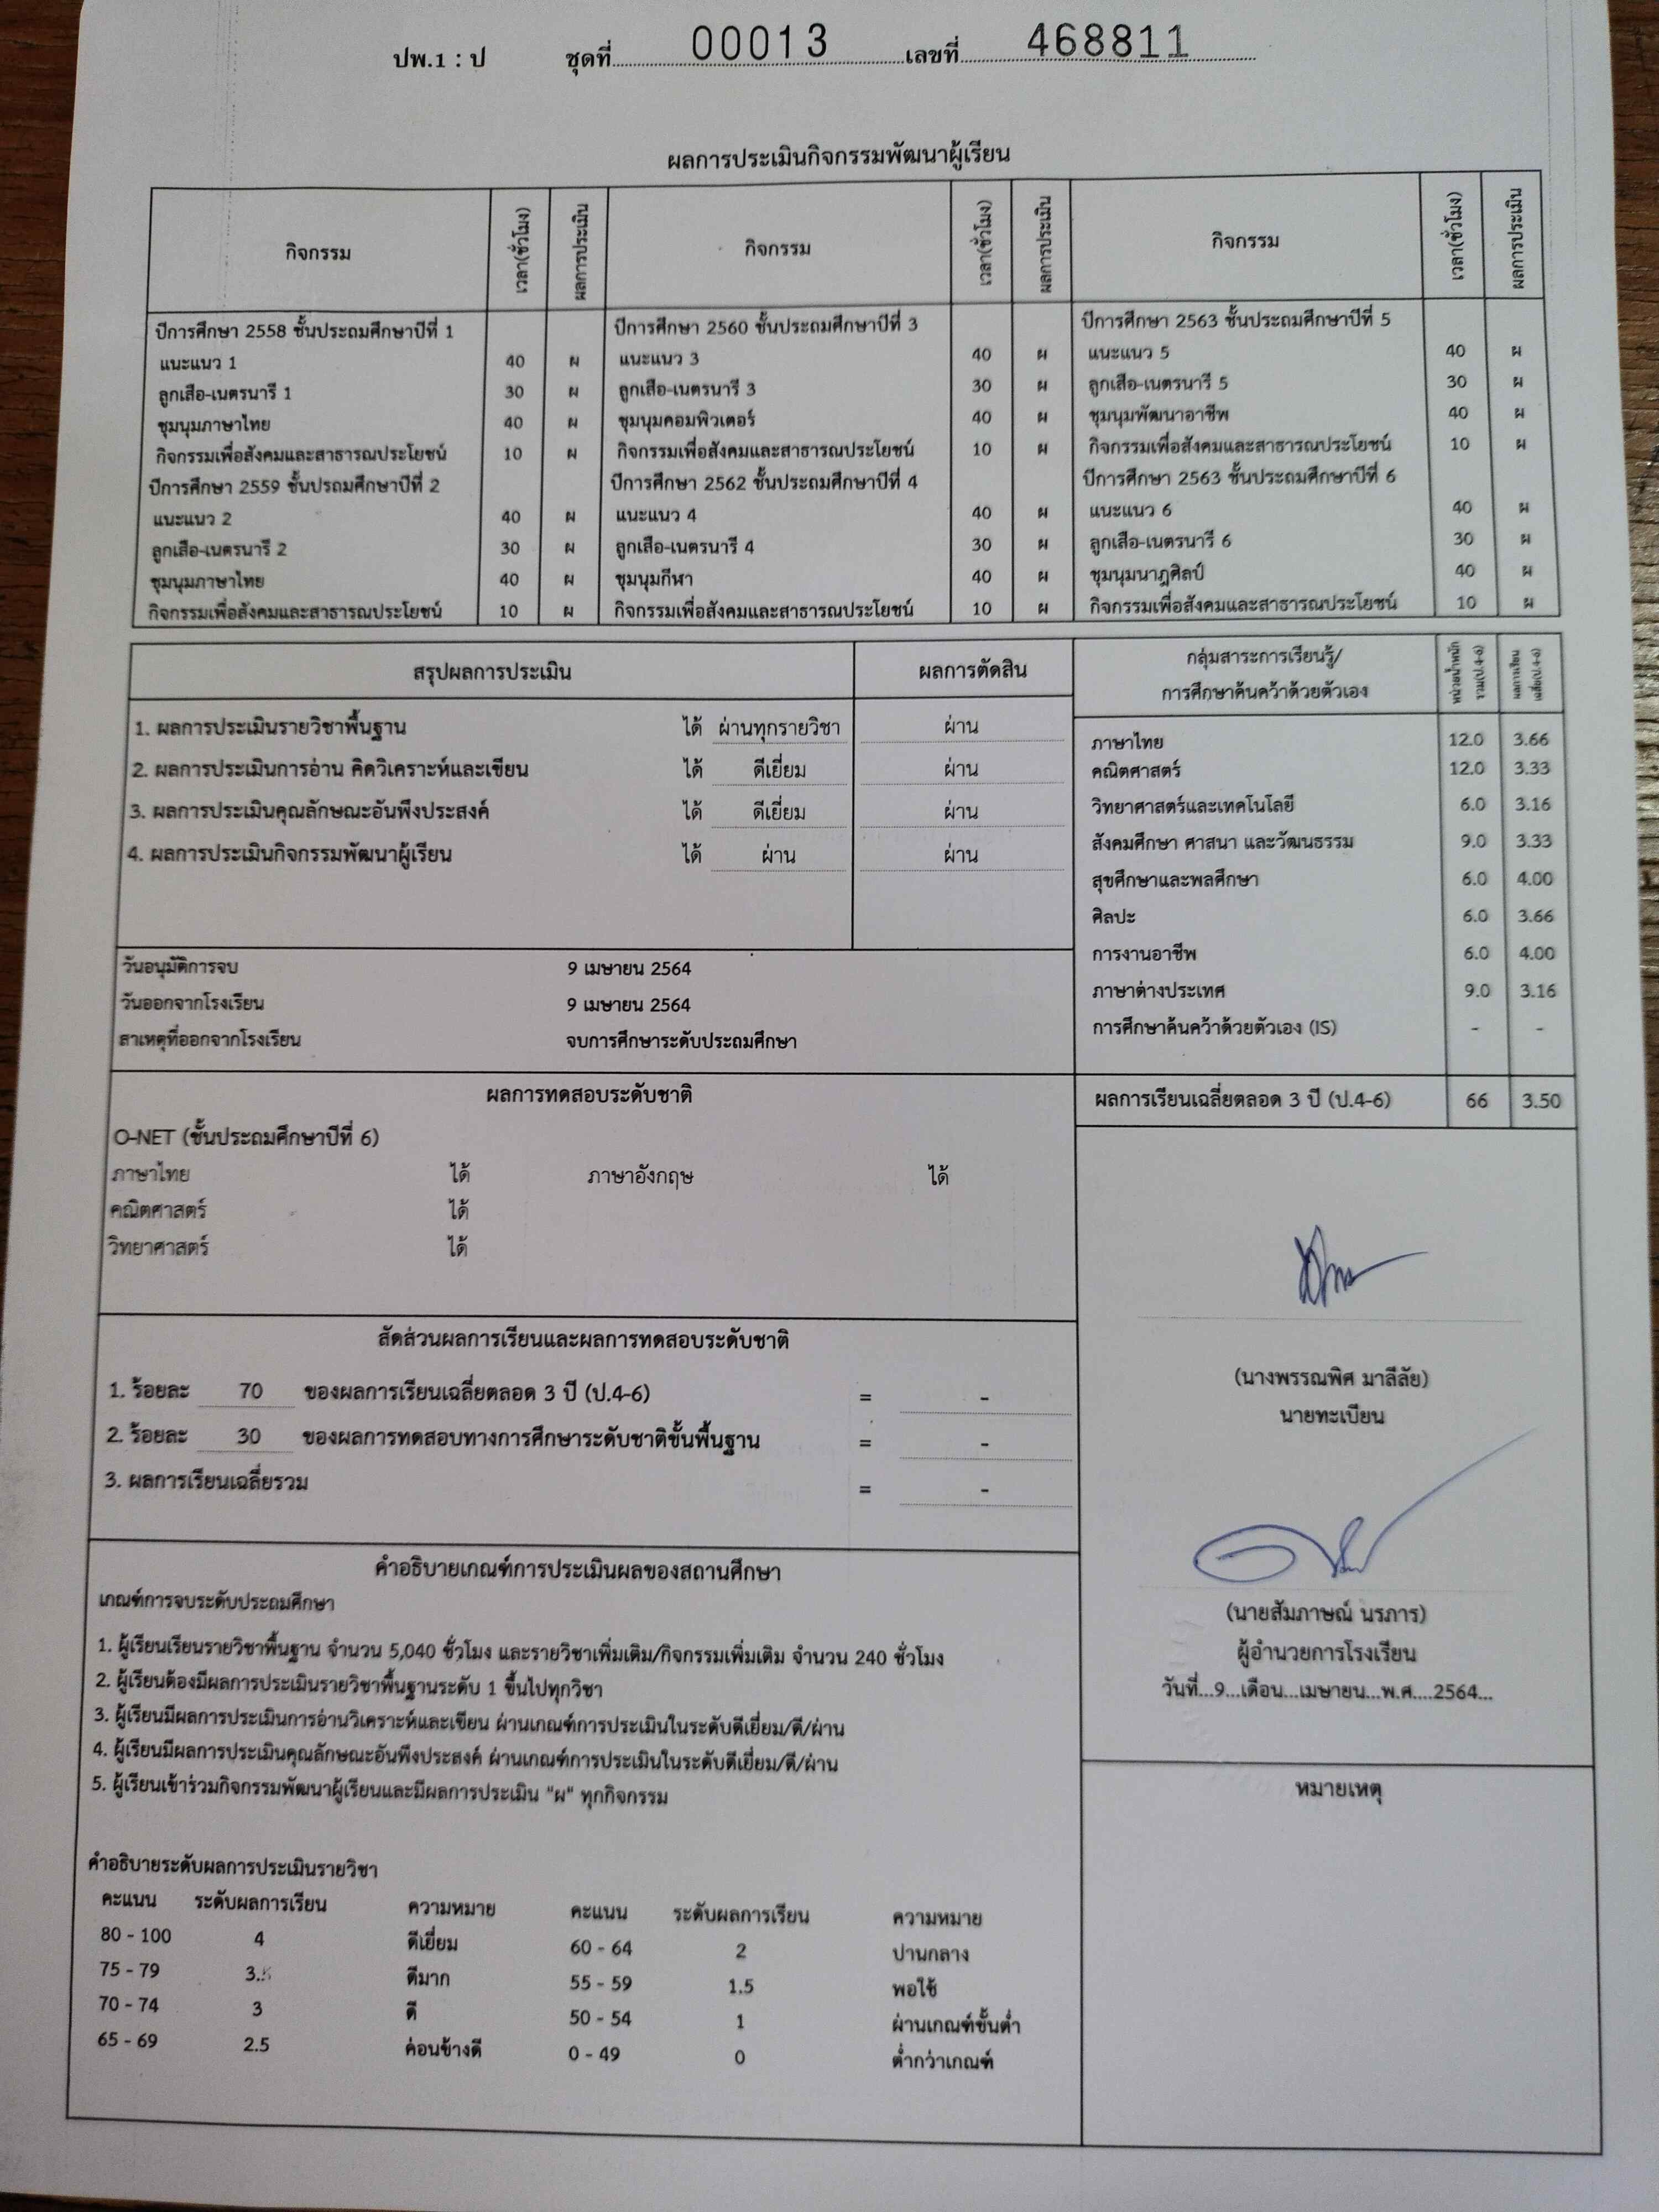 ปพ.1 : ป ชุดที่ 00013 เลขที่ 468811
ผลการประเมินกิจกรรมพัฒนาผู้เรียน
กิจกรรม เวลา(ชั่วโมง) ผลการประเมิน กิจกรรม เวลา(ชั่วโมง) ผลการประเมิน กิจกรรม เวลา(ชั่วโมง) ผลการประเมิน
ปีการศึกษา 2558 ชั้นประถมศึกษาปีที่ 1 ปีการศึกษา 2560 ชั้นประถมศึกษาปีที่ 3 ปีการศึกษา 2563 ชั้นประถมศึกษาปีที่ 5
แนะแนว 1 40 ผ แนะแนว 3 40 ผ แนะแนว 5 40 ผ
ลูกเสือ-เนตรนารี 1 30 ผ ลูกเสือ-เนตรนารี 3 30 ผ ลูกเสือ-เนตรนารี 5 30 ผ
ชุมนุมภาษาไทย 40 ผ ชุมนุมคอมพิวเตอร์ 40 ผ ชุมนุมพัฒนาอาชีพ 40 ผ
กิจกรรมเพื่อสังคมและสาธารณประโยชน์ 10 ผ กิจกรรมเพื่อสังคมและสาธารณประโยชน์ 10 ผ กิจกรรมเพื่อสังคมและสาธารณประโยชน์ 10 ผ
ปีการศึกษา 2559 ชั้นปรถมศึกษาปีที่ 2 ปีการศึกษา 2562 ชั้นประถมศึกษาปีที่ 4 ปีการศึกษา 2563 ชั้นประถมศึกษาปีที่ 6
แนะแนว 2 40 ผ แนะแนว 4 40 ผ แนะแนว 6 40 ผ
ลูกเสือ-เนตรนารี 2 30 ผ ลูกเสือ-เนตรนารี 4 30 ผ ลูกเสือ-เนตรนารี 6 30 ผ
ชุมนุมภาษาไทย 40 ผ ชุมนุมกีฬา 40 ผ ชุมนุมนาฏศิลป์ 40 ผ
กิจกรรมเพื่อสังคมและสาธารณประโยชน์ 10 ผ กิจกรรมเพื่อสังคมและสาธารณประโยชน์ 10 ผ กิจกรรมเพื่อสังคมและสาธารณประโยชน์ 10 ผ
สรุปผลการประเมิน ผลการตัดสิน
1. ผลการประเมินรายวิชาพื้นฐาน ได้ ผ่านทุกรายวิชา ผ่าน
2. ผลการประเมินการอ่าน คิดวิเคราะห์และเขียน ได้ ดีเยี่ยม ผ่าน
3. ผลการประเมินคุณลักษณะอันพึงประสงค์ ได้ ดีเยี่ยม ผ่าน
4. ผลการประเมินกิจกรรมพัฒนาผู้เรียน ได้ ผ่าน ผ่าน
วันอนุมัติการจบ 9 เมษายน 2564
วันออกจากโรงเรียน 9 เมษายน 2564
สาเหตุที่ออกจากโรงเรียน จบการศึกษาระดับประถมศึกษา
กลุ่มสาระการเรียนรู้/
การศึกษาค้นคว้าด้วยตัวเอง
หน่วยน้ำหนัก
รวม(ป.4-6)
ผลการเรียน
เฉลี่ย(ป.4-6)
ภาษาไทย 12.0 3.66
คณิตศาสตร์ 12.0 3.33
วิทยาศาสตร์และเทคโนโลยี 6.0 3.16
สังคมศึกษา ศาสนา และวัฒนธรรม 9.0 3.33
สุขศึกษาและพลศึกษา 6.0 4.00
ศิลปะ 6.0 3.66
การงานอาชีพ 6.0 4.00
ภาษาต่างประเทศ 9.0 3.16
การศึกษาค้นคว้าด้วยตัวเอง (IS) - -
ผลการเรียนเฉลี่ยตลอด 3 ปี (ป.4-6) 66 3.50
ผลการทดสอบระดับชาติ
O-NET (ชั้นประถมศึกษาปีที่ 6)
ภาษาไทย ได้ ภาษาอังกฤษ ได้
คณิตศาสตร์ ได้
วิทยาศาสตร์ ได้
สัดส่วนผลการเรียนและผลการทดสอบระดับชาติ
1. ร้อยละ 70 ของผลการเรียนเฉลี่ยตลอด 3 ปี (ป.4-6) = -
2. ร้อยละ 30 ของผลการทดสอบทางการศึกษาระดับชาติขั้นพื้นฐาน = -
3. ผลการเรียนเฉลี่ยรวม = -
(นางพรรณพิศ มาลีลัย)
นายทะเบียน
(นายสัมภาษณ์ นรภาร)
ผู้อำนวยการโรงเรียน
วันที่...9...เดือน...เมษายน...พ.ศ....2564...
คำอธิบายเกณฑ์การประเมินผลของสถานศึกษา
เกณฑ์การจบระดับประถมศึกษา
1. ผู้เรียนเรียนรายวิชาพื้นฐาน จำนวน 5,040 ชั่วโมง และรายวิชาเพิ่มเติม/กิจกรรมเพิ่มเติม จำนวน 240 ชั่วโมง
2. ผู้เรียนต้องมีผลการประเมินรายวิชาพื้นฐานระดับ 1 ขึ้นไปทุกวิชา
3. ผู้เรียนมีผลการประเมินการอ่านวิเคราะห์และเขียน ผ่านเกณฑ์การประเมินในระดับดีเยี่ยม/ดี/ผ่าน
4. ผู้เรียนมีผลการประเมินคุณลักษณะอันพึงประสงค์ ผ่านเกณฑ์การประเมินในระดับดีเยี่ยม/ดี/ผ่าน
5. ผู้เรียนเข้าร่วมกิจกรรมพัฒนาผู้เรียนและมีผลการประเมิน "ผ" ทุกกิจกรรม
หมายเหตุ
คำอธิบายระดับผลการประเมินรายวิชา
คะแนน ระดับผลการเรียน ความหมาย คะแนน ระดับผลการเรียน ความหมาย
80 - 100 4 ดีเยี่ยม 60 - 64 2 ปานกลาง
75 - 79 3.5 ดีมาก 55 - 59 1.5 พอใช้
70 - 74 3 ดี 50 - 54 1 ผ่านเกณฑ์ขั้นต่ำ
65 - 69 2.5 ค่อนข้างดี 0 - 49 0 ต่ำกว่าเกณฑ์